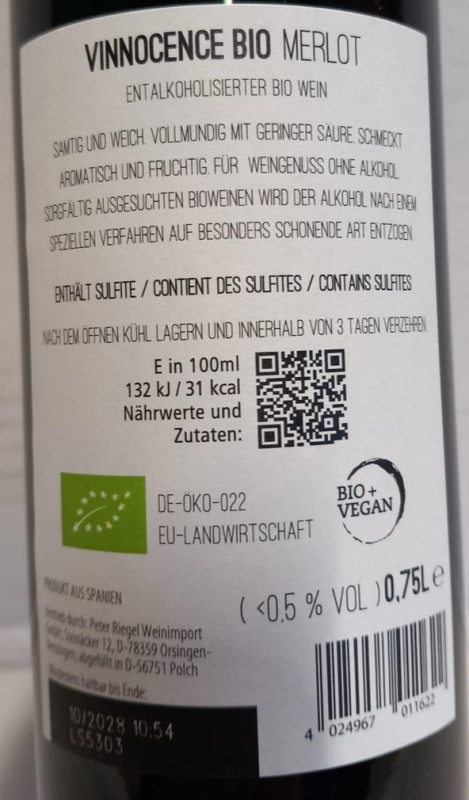 VINNOCENCE BIO MERLOT
ENTALKOHOLISIERTER BIO WEIN
SAMTIG UND WEICH. VOLLMUNDIG MIT GERINGER SÄURE. SCHMECKT
AROMATISCH UND FRUCHTIG. FÜR WEINGENUSS OHNE ALKOHOL.
SORGFÄLTIG AUSGESUCHTEN BIOWEINEN WIRD DER ALKOHOL NACH EINEM
SPEZIELLEN VERFAHREN AUF BESONDERS SCHONENDE ART ENTZOGEN.
ENTHÄLT SULFITE / CONTIENT DES SULFITES / CONTAINS SULFITES
NACH DEM ÖFFNEN KÜHL LAGERN UND INNERHALB VON 3 TAGEN VERZEHREN.
E in 100ml
132 kJ / 31 kcal
Nährwerte und
Zutaten:
DE-ÖKO-022
EU-LANDWIRTSCHAFT
BIO+
VEGAN
PRODUKT AUS SPANIEN
(<0,5 % VOL) 0,75L ℮
Vertrieb durch: Peter Riegel Weinimport
GmbH, Steinäcker 12, D-78359 Orsingen-
Nenzingen; abgefüllt in D-56751 Polch
Mindestens haltbar bis Ende:
10/2028 10:54
LS5303
4 024967 011622